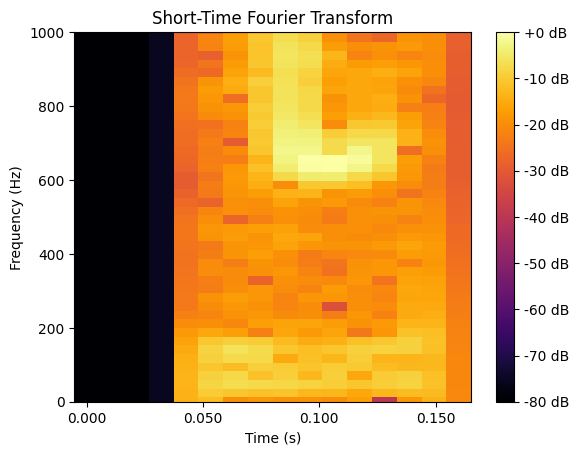 Short-Time Fourier Transform
1000
800
600
400
200
0
Frequency (Hz)
0.000
0.050
0.100
0.150
Time (s)
+0 dB
-10 dB
-20 dB
-30 dB
-40 dB
-50 dB
-60 dB
-70 dB
-80 dB